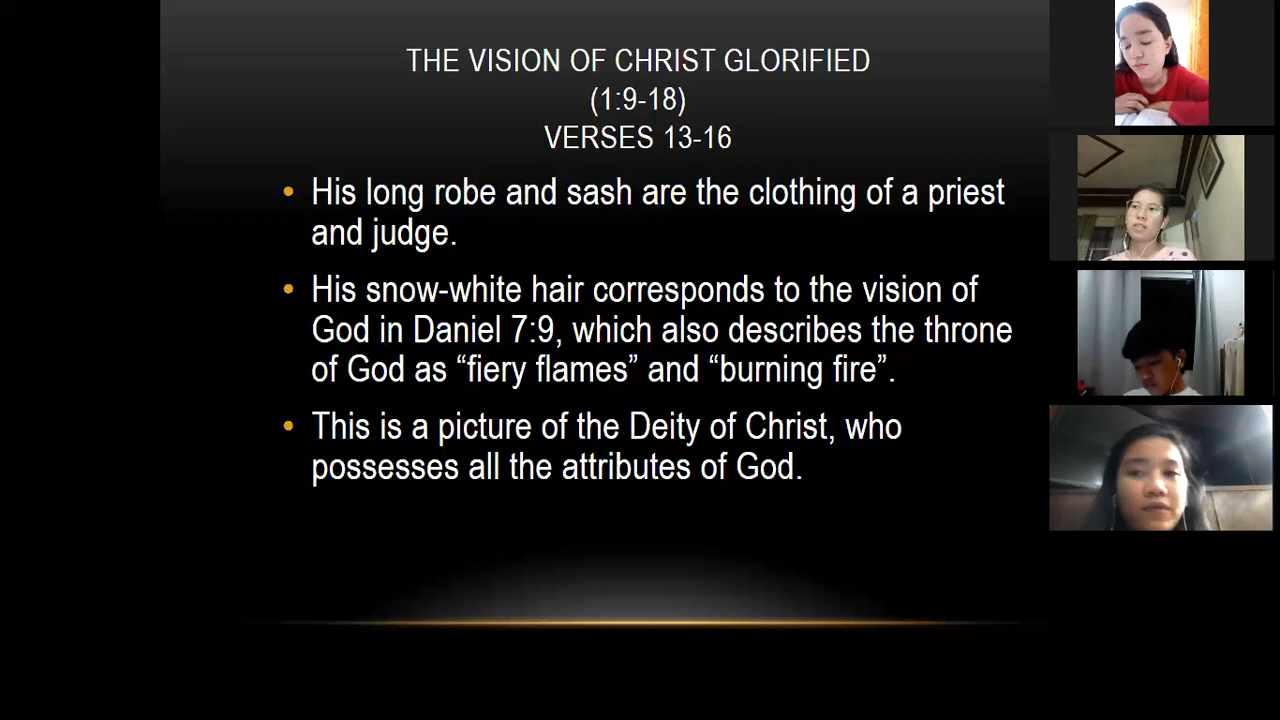 THE VISION OF CHRIST GLORIFIED
(1:9-18)
VERSES 13-16
• His long robe and sash are the clothing of a priest
and judge.
• His snow-white hair corresponds to the vision of
God in Daniel 7:9, which also describes the throne
of God as “fiery flames” and “burning fire”.
• This is a picture of the Deity of Christ, who
possesses all the attributes of God.